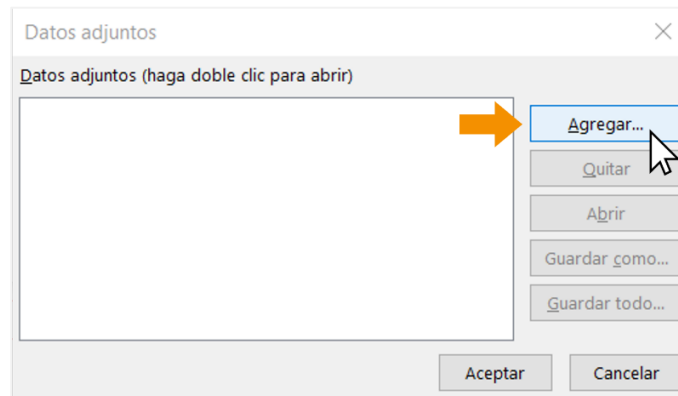 Datos adjuntos
Datos adjuntos (haga doble clic para abrir)
Agregar...
Quitar
Abrir
Guardar como...
Guardar todo...
Aceptar
Cancelar